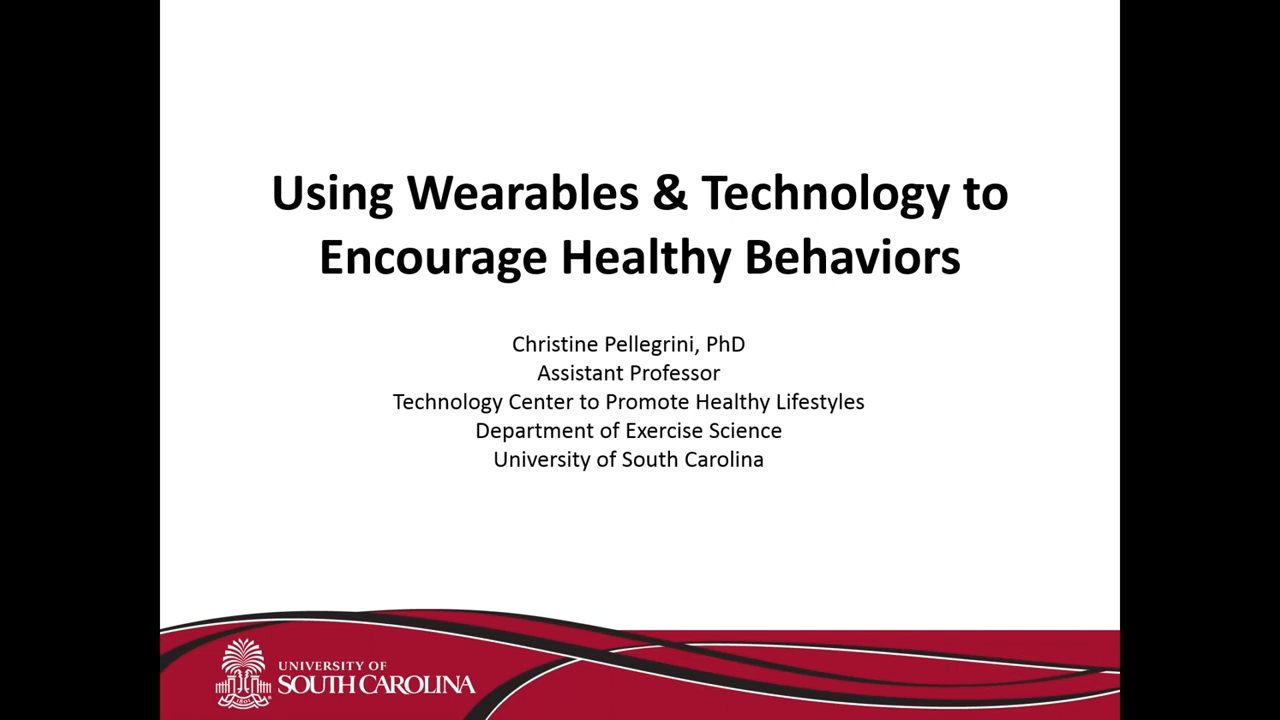 Using Wearables & Technology to
Encourage Healthy Behaviors
Christine Pellegrini, PhD
Assistant Professor
Technology Center to Promote Healthy Lifestyles
Department of Exercise Science
University of South Carolina
UNIVERSITY OF
SOUTH CAROLINA